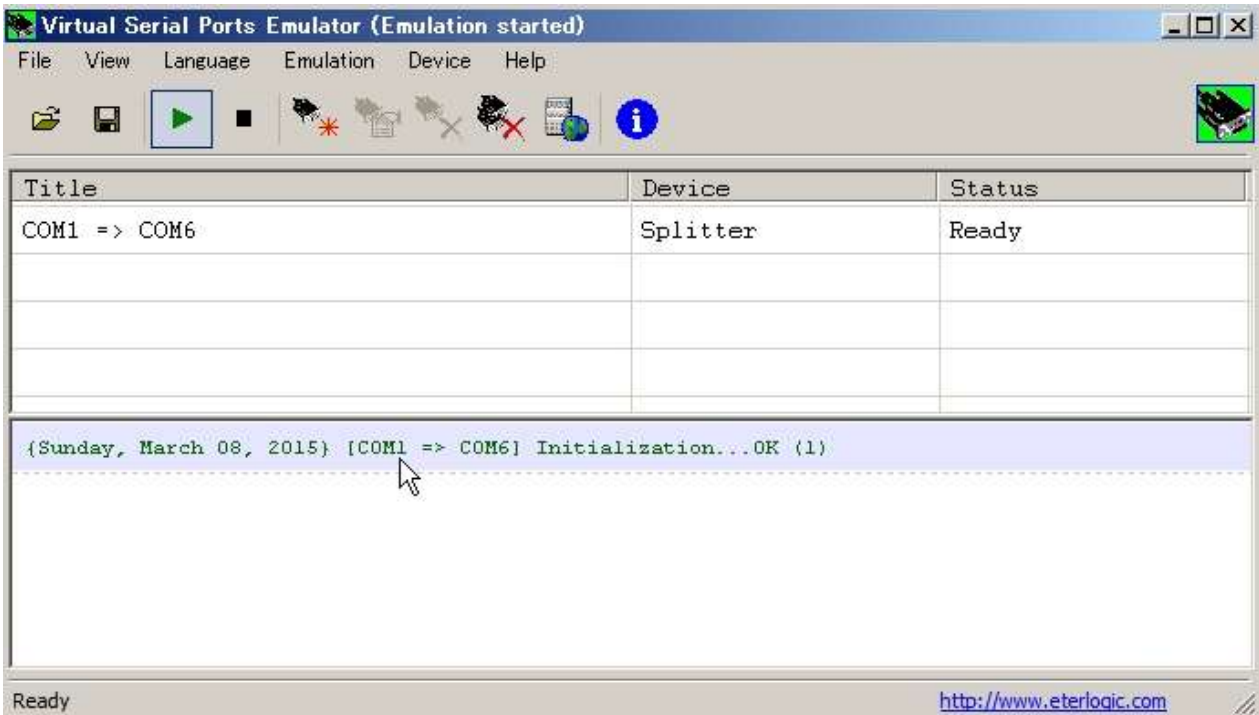 Virtual Serial Ports Emulator (Emulation started)
File View Language Emulation Device Help
Title Device Status
COM1 => COM6 Splitter Ready
{Sunday, March 08, 2015} [COM1 => COM6] Initialization...OK (1)
Ready http://www.eterlogic.com